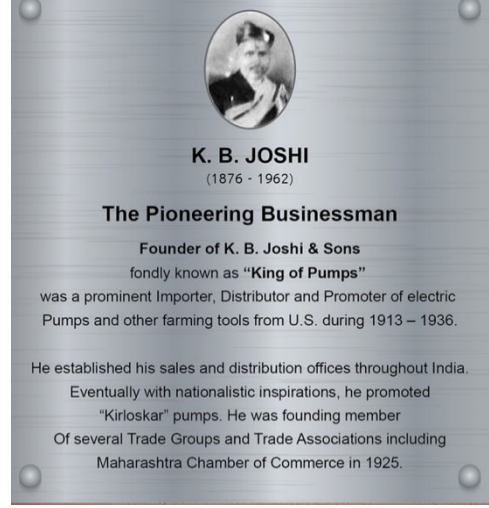 K. B. JOSHI
(1876 - 1962)
The Pioneering Businessman
Founder of K. B. Joshi & Sons
fondly known as “King of Pumps”
was a prominent Importer, Distributor and Promoter of electric
Pumps and other farming tools from U.S. during 1913 – 1936.
He established his sales and distribution offices throughout India.
Eventually with nationalistic inspirations, he promoted
“Kirloskar” pumps. He was founding member
Of several Trade Groups and Trade Associations including
Maharashtra Chamber of Commerce in 1925.